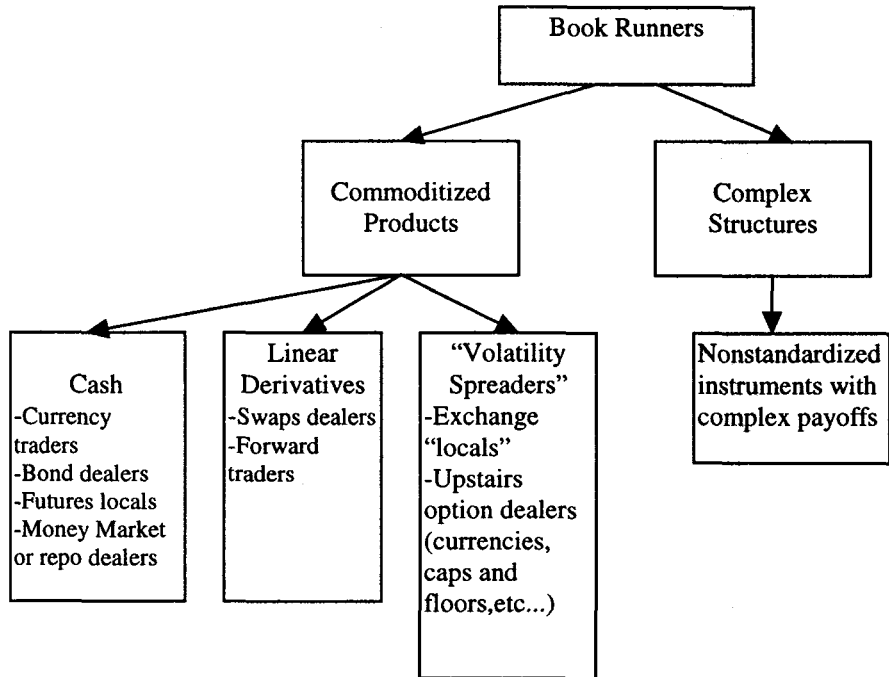 Book Runners
Commoditized
Products
Complex
Structures
Cash
-Currency
traders
-Bond dealers
-Futures locals
-Money Market
or repo dealers
Linear
Derivatives
-Swaps dealers
-Forward
traders
“Volatility
Spreaders”
-Exchange
“locals”
-Upstairs
option dealers
(currencies,
caps and
floors,etc...)
Nonstandardized
instruments with
complex payoffs